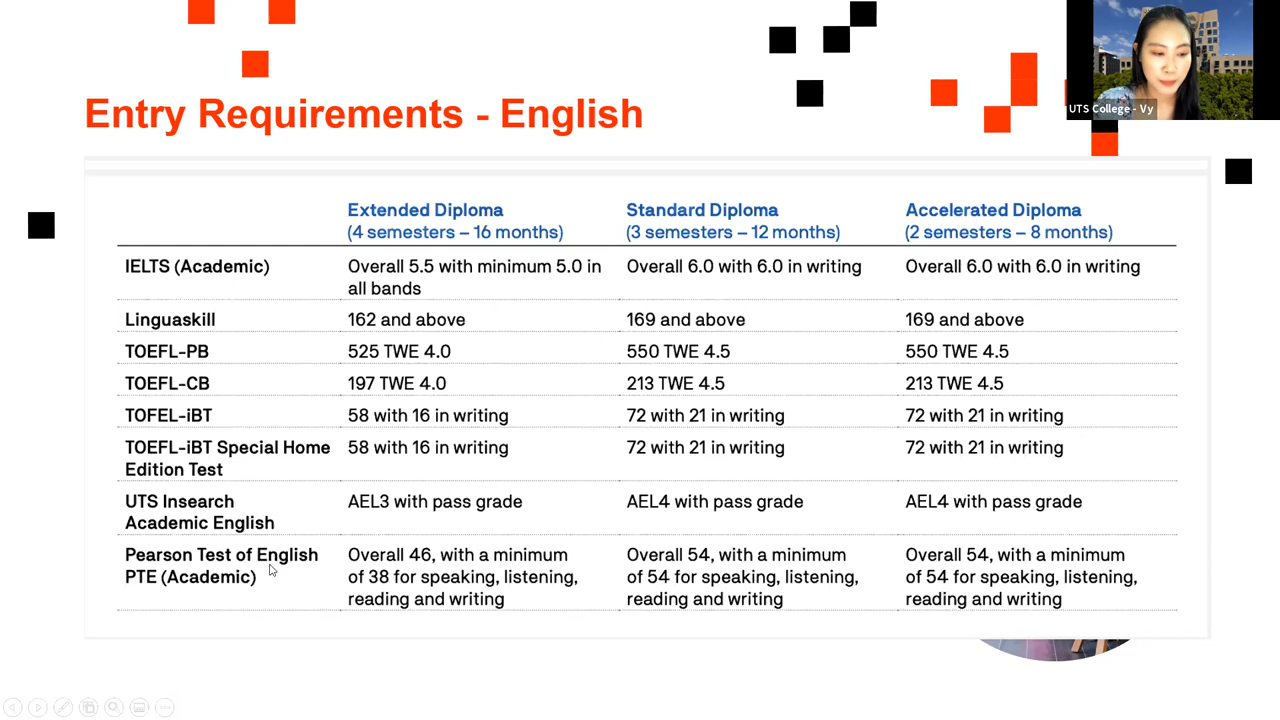 UTS College - Vy
Entry Requirements - English
Extended Diploma Standard Diploma Accelerated Diploma
(4 semesters – 16 months) (3 semesters – 12 months) (2 semesters – 8 months)
IELTS (Academic) Overall 5.5 with minimum 5.0 in Overall 6.0 with 6.0 in writing Overall 6.0 with 6.0 in writing
all bands
Linguaskill 162 and above 169 and above 169 and above
TOEFL-PB 525 TWE 4.0 550 TWE 4.5 550 TWE 4.5
TOEFL-CB 197 TWE 4.0 213 TWE 4.5 213 TWE 4.5
TOFEL-iBT 58 with 16 in writing 72 with 21 in writing 72 with 21 in writing
TOEFL-iBT Special Home 58 with 16 in writing 72 with 21 in writing 72 with 21 in writing
Edition Test
UTS Insearch AEL3 with pass grade AEL4 with pass grade AEL4 with pass grade
Academic English
Pearson Test of English Overall 46, with a minimum Overall 54, with a minimum Overall 54, with a minimum
PTE (Academic) of 38 for speaking, listening, of 54 for speaking, listening, of 54 for speaking, listening,
reading and writing reading and writing reading and writing